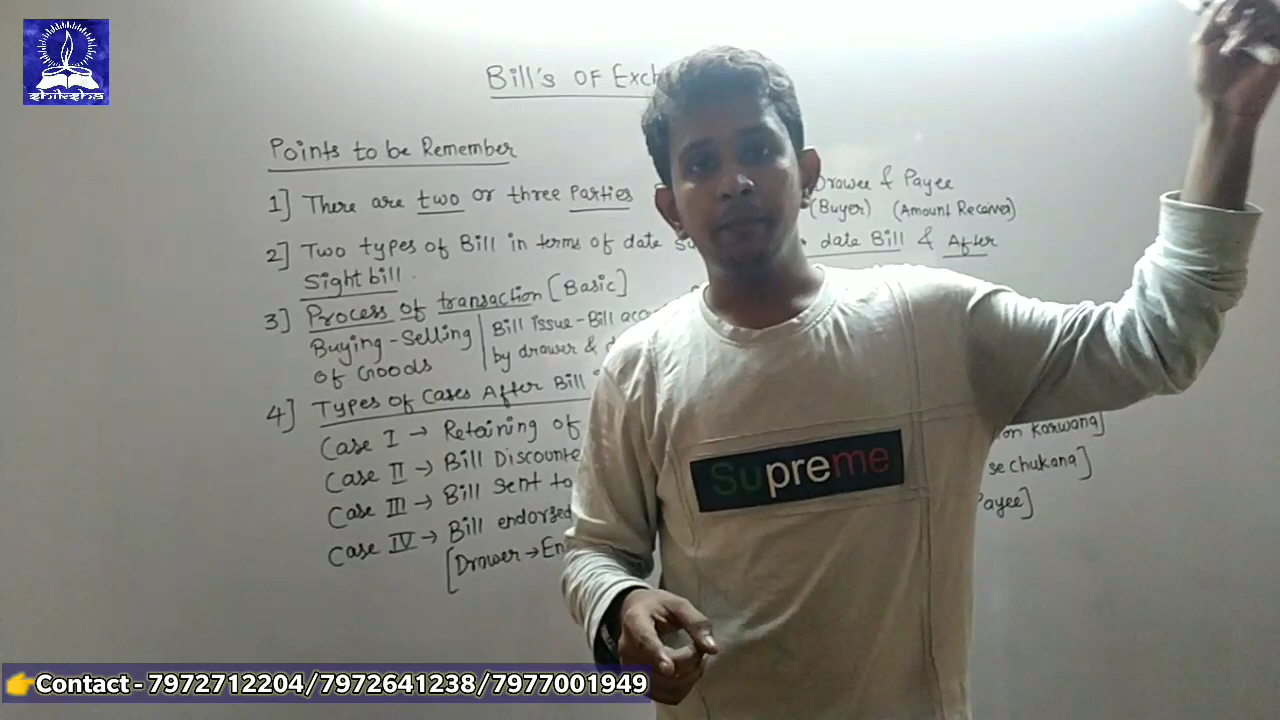 shiksha
Bill's OF Exch
Points to be Remember
1] There are two or three Parties Drawee & Payee
(Buyer) (Amount Receiver)
2] Two types of Bill in terms of date date Bill & After
Sight bill.
3] Process of transaction [Basic]
Buying - Selling | Bill issue - Bill acc
of Goods by drawer &
4] Types of Cases After Bill
Case I → Retaining of
Case II → Bill Discounte
on karwana]
Case III → Bill Sent to
se chukana]
Case IV → Bill endorsed
Payee]
[Drawer → En
Supreme
Contact - 7972712204/7972641238/7977001949